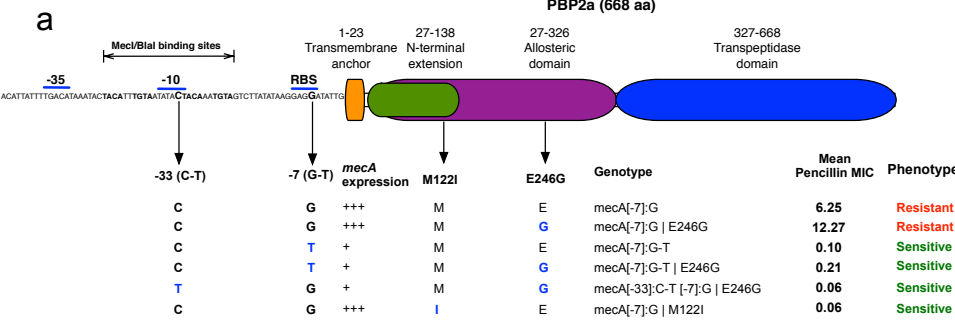 a
PBP2a (668 aa)
1-23 27-138 27-326 327-668
Transmembrane N-terminal Allosteric Transpeptidase
anchor extension domain domain
MecI/BlaI binding sites
-35 -10 RBS
ACATTATTTTGACATAAATACTACATTTGTAATATACTACAAATGTAGTCTTATATAAGGAGGATATTG
-33 (C-T) -7 (G-T) mecA expression M122I E246G Genotype Mean Pencillin MIC Phenotype
C G +++ M E mecA[-7]:G 6.25 Resistant
C G +++ M G mecA[-7]:G | E246G 12.27 Resistant
C T + M E mecA[-7]:G-T 0.10 Sensitive
C T + M G mecA[-7]:G-T | E246G 0.21 Sensitive
T G + M G mecA[-33]:C-T [-7]:G | E246G 0.06 Sensitive
C G +++ I E mecA[-7]:G | M122I 0.06 Sensitive